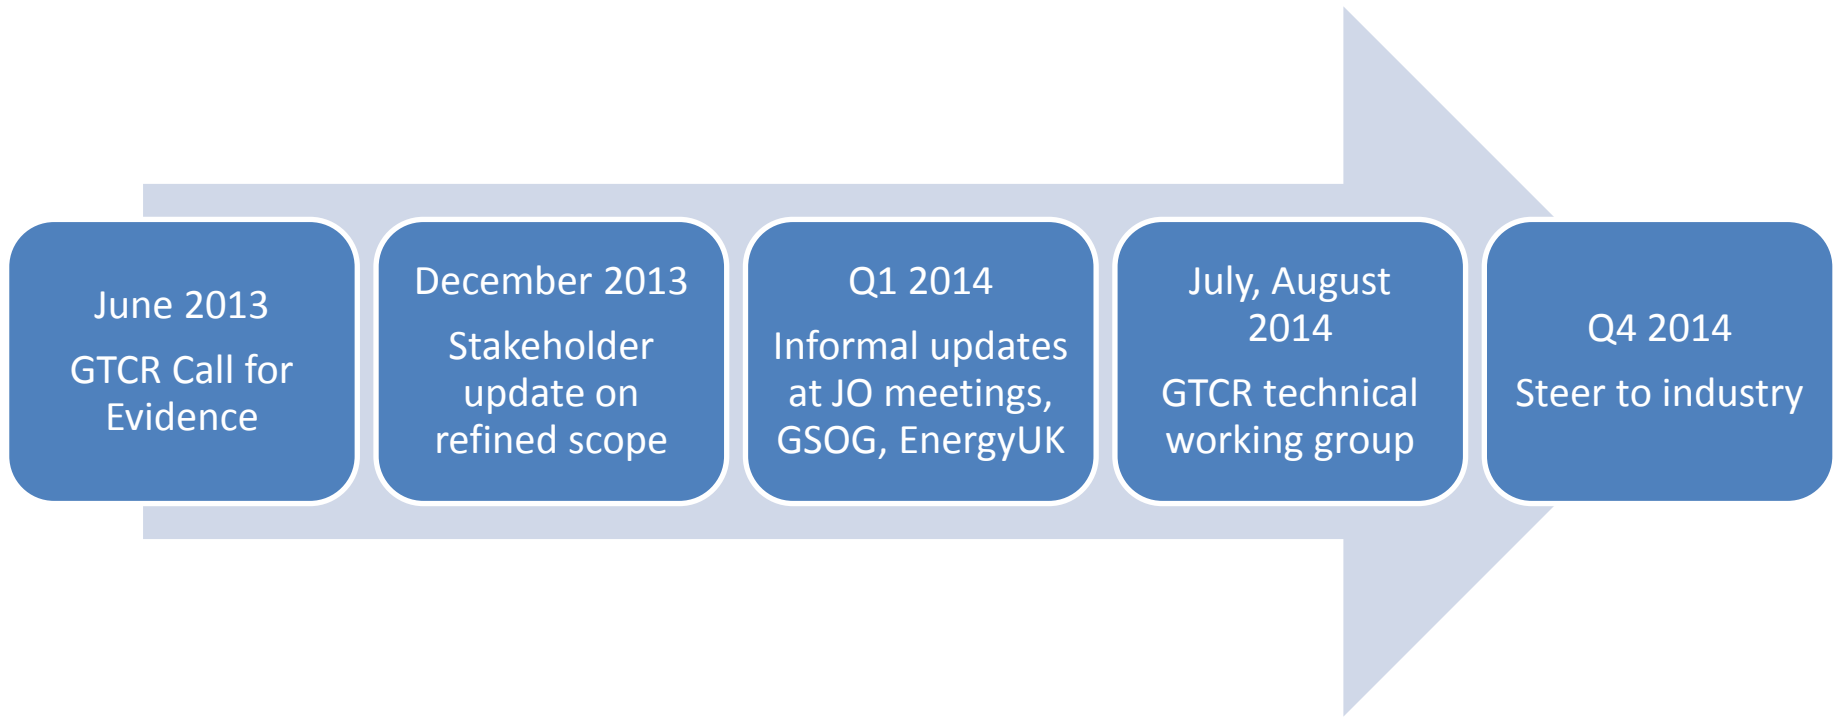 June 2013
GTCR Call for
Evidence
December 2013
Stakeholder
update on
refined scope
Q1 2014
Informal updates
at JO meetings,
GSOG, EnergyUK
July, August
2014
GTCR technical
working group
Q4 2014
Steer to industry